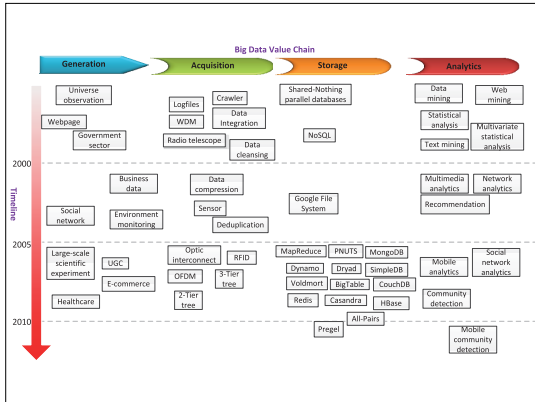 Big Data Value Chain
Generation
Acquisition
Storage
Analytics
Timeline
2000
2005
2010
Universe
observation
Webpage
Government
sector
Business
data
Social
network
Environment
monitoring
Large-scale
scientific
experiment
UGC
E-commerce
Healthcare
Logfiles
Crawler
WDM
Data
Integration
Radio telescope
Data
cleansing
Data
compression
Sensor
Deduplication
Optic
interconnect
RFID
OFDM
3-Tier
tree
2-Tier
tree
Shared-Nothing
parallel databases
NoSQL
Google File
System
MapReduce
PNUTS
MongoDB
Dynamo
Dryad
SimpleDB
Voldmort
BigTable
CouchDB
Redis
Casandra
HBase
All-Pairs
Pregel
Data
mining
Web
mining
Statistical
analysis
Multivariate
statistical
analysis
Text mining
Multimedia
analytics
Network
analytics
Recommendation
Mobile
analytics
Social
network
analytics
Community
detection
Mobile
community
detection